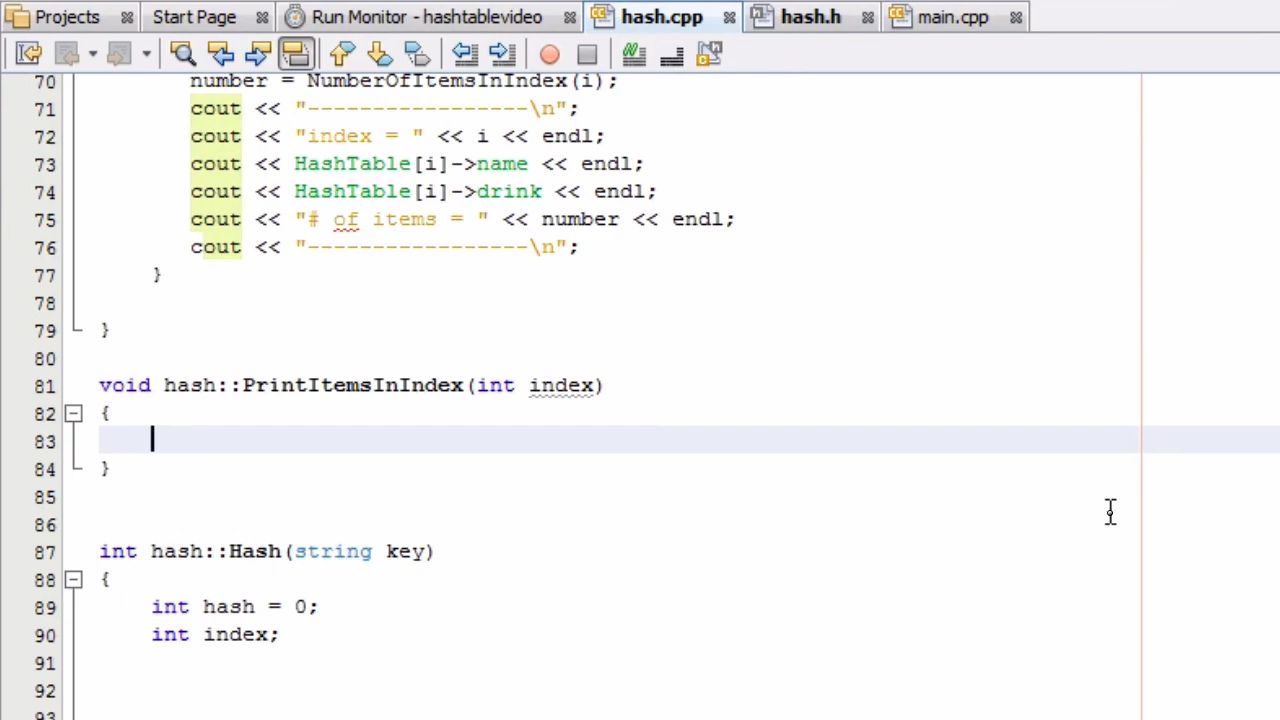 Projects Start Page Run Monitor - hashtablevideo hash.cpp hash.h main.cpp
70 number = NumberOfItemsInIndex(i);
71 cout << "-----------------\n";
72 cout << "index = " << i << endl;
73 cout << HashTable[i]->name << endl;
74 cout << HashTable[i]->drink << endl;
75 cout << "# of items = " << number << endl;
76 cout << "-----------------\n";
77 }
78
79 }
80
81 void hash::PrintItemsInIndex(int index)
82 {
83
84 }
85
86
87 int hash::Hash(string key)
88 {
89 int hash = 0;
90 int index;
91
92
93